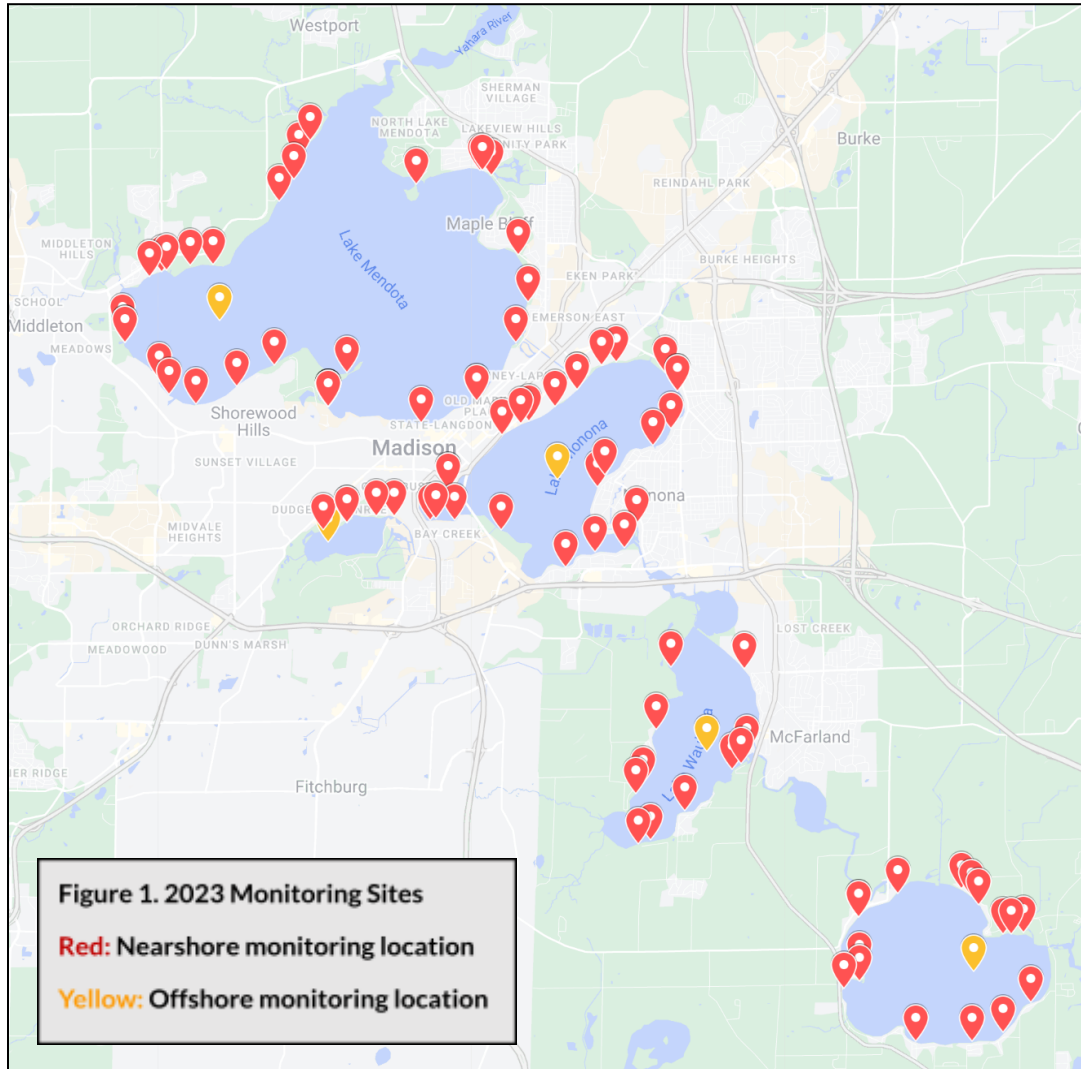 Westport
Yahara River
SHERMAN
VILLAGE
NORTH LAKE
MENDOTA
LAKEVIEW HILLS
Burke
REINDAHL PARK
Maple Bluff
Lake Mendota
MIDDLETON
HILLS
BURKE HEIGHTS
EKEN PARK
SCHOOL
Middleton
MEADOWS
EMERSON EAST
Shorewood
Hills
STATE-LANGDON
Madison
SUNSET VILLAGE
MIDVALE
HEIGHTS
BAY CREEK
ORCHARD RIDGE
MEADOWOOD
DUNN'S MARSH
LOST CREEK
McFarland
Fitchburg
Figure 1. 2023 Monitoring Sites
Red: Nearshore monitoring location
Yellow: Offshore monitoring location